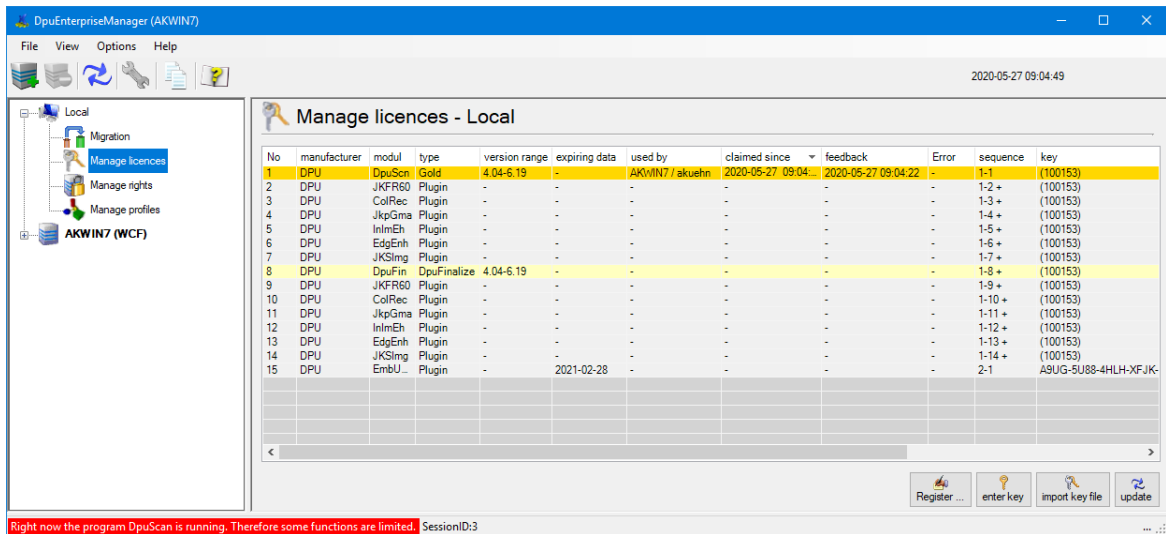 DpuEnterpriseManager (AKWIN7)
File View Options Help
2020-05-27 09:04:49
Local
Migration
Manage licences
Manage rights
Manage profiles
AKWIN7 (WCF)
Manage licences - Local
No manufacturer modul type version range expiring data used by claimed since feedback Error sequence key
1 DPU DpuScn Gold 4.04-6.19 - AKWIN7 / akuehn 2020-05-27 09:04:... 2020-05-27 09:04:22 - 1-1 (100153)
2 DPU JKFR60 Plugin - - - - - - 1-2 + (100153)
3 DPU ColRec Plugin - - - - - - 1-3 + (100153)
4 DPU JkpGma Plugin - - - - - - 1-4 + (100153)
5 DPU InImEh Plugin - - - - - - 1-5 + (100153)
6 DPU EdgEnh Plugin - - - - - - 1-6 + (100153)
7 DPU JKSImg Plugin - - - - - - 1-7 + (100153)
8 DPU DpuFin DpuFinalize 4.04-6.19 - - - - - 1-8 + (100153)
9 DPU JKFR60 Plugin - - - - - - 1-9 + (100153)
10 DPU ColRec Plugin - - - - - - 1-10 + (100153)
11 DPU JkpGma Plugin - - - - - - 1-11 + (100153)
12 DPU InImEh Plugin - - - - - - 1-12 + (100153)
13 DPU EdgEnh Plugin - - - - - - 1-13 + (100153)
14 DPU JKSImg Plugin - - - - - - 1-14 + (100153)
15 DPU EmbU... Plugin - 2021-02-28 - - - - 2-1 A9UG-5U88-4HLH-XFJK-
Register ... enter key import key file update
Right now the program DpuScan is running. Therefore some functions are limited. SessionID:3